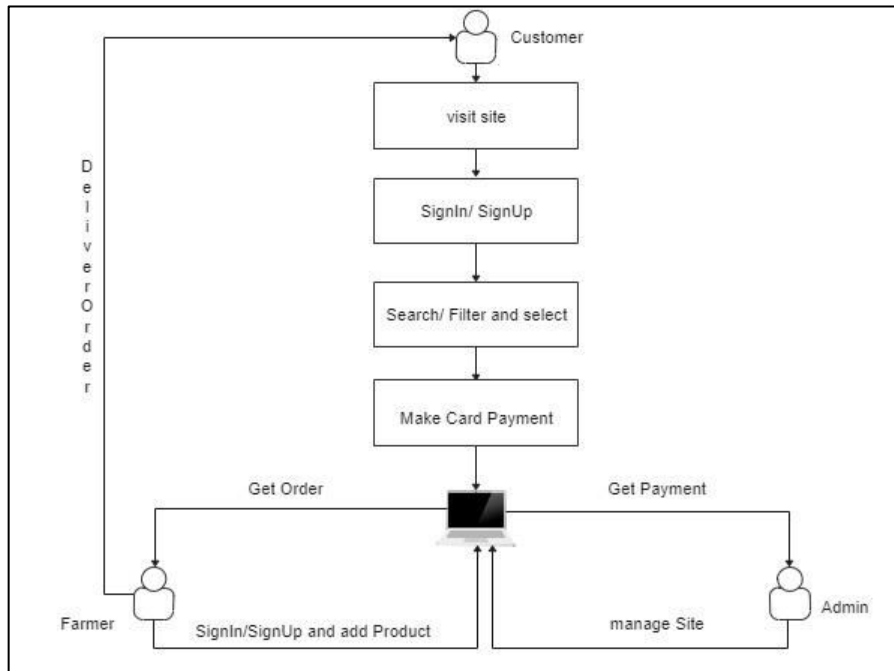 Customer
visit site
SignIn/ SignUp
Search/ Filter and select
Make Card Payment
DeliverOrder
Get Order
Get Payment
Farmer
SignIn/SignUp and add Product
manage Site
Admin